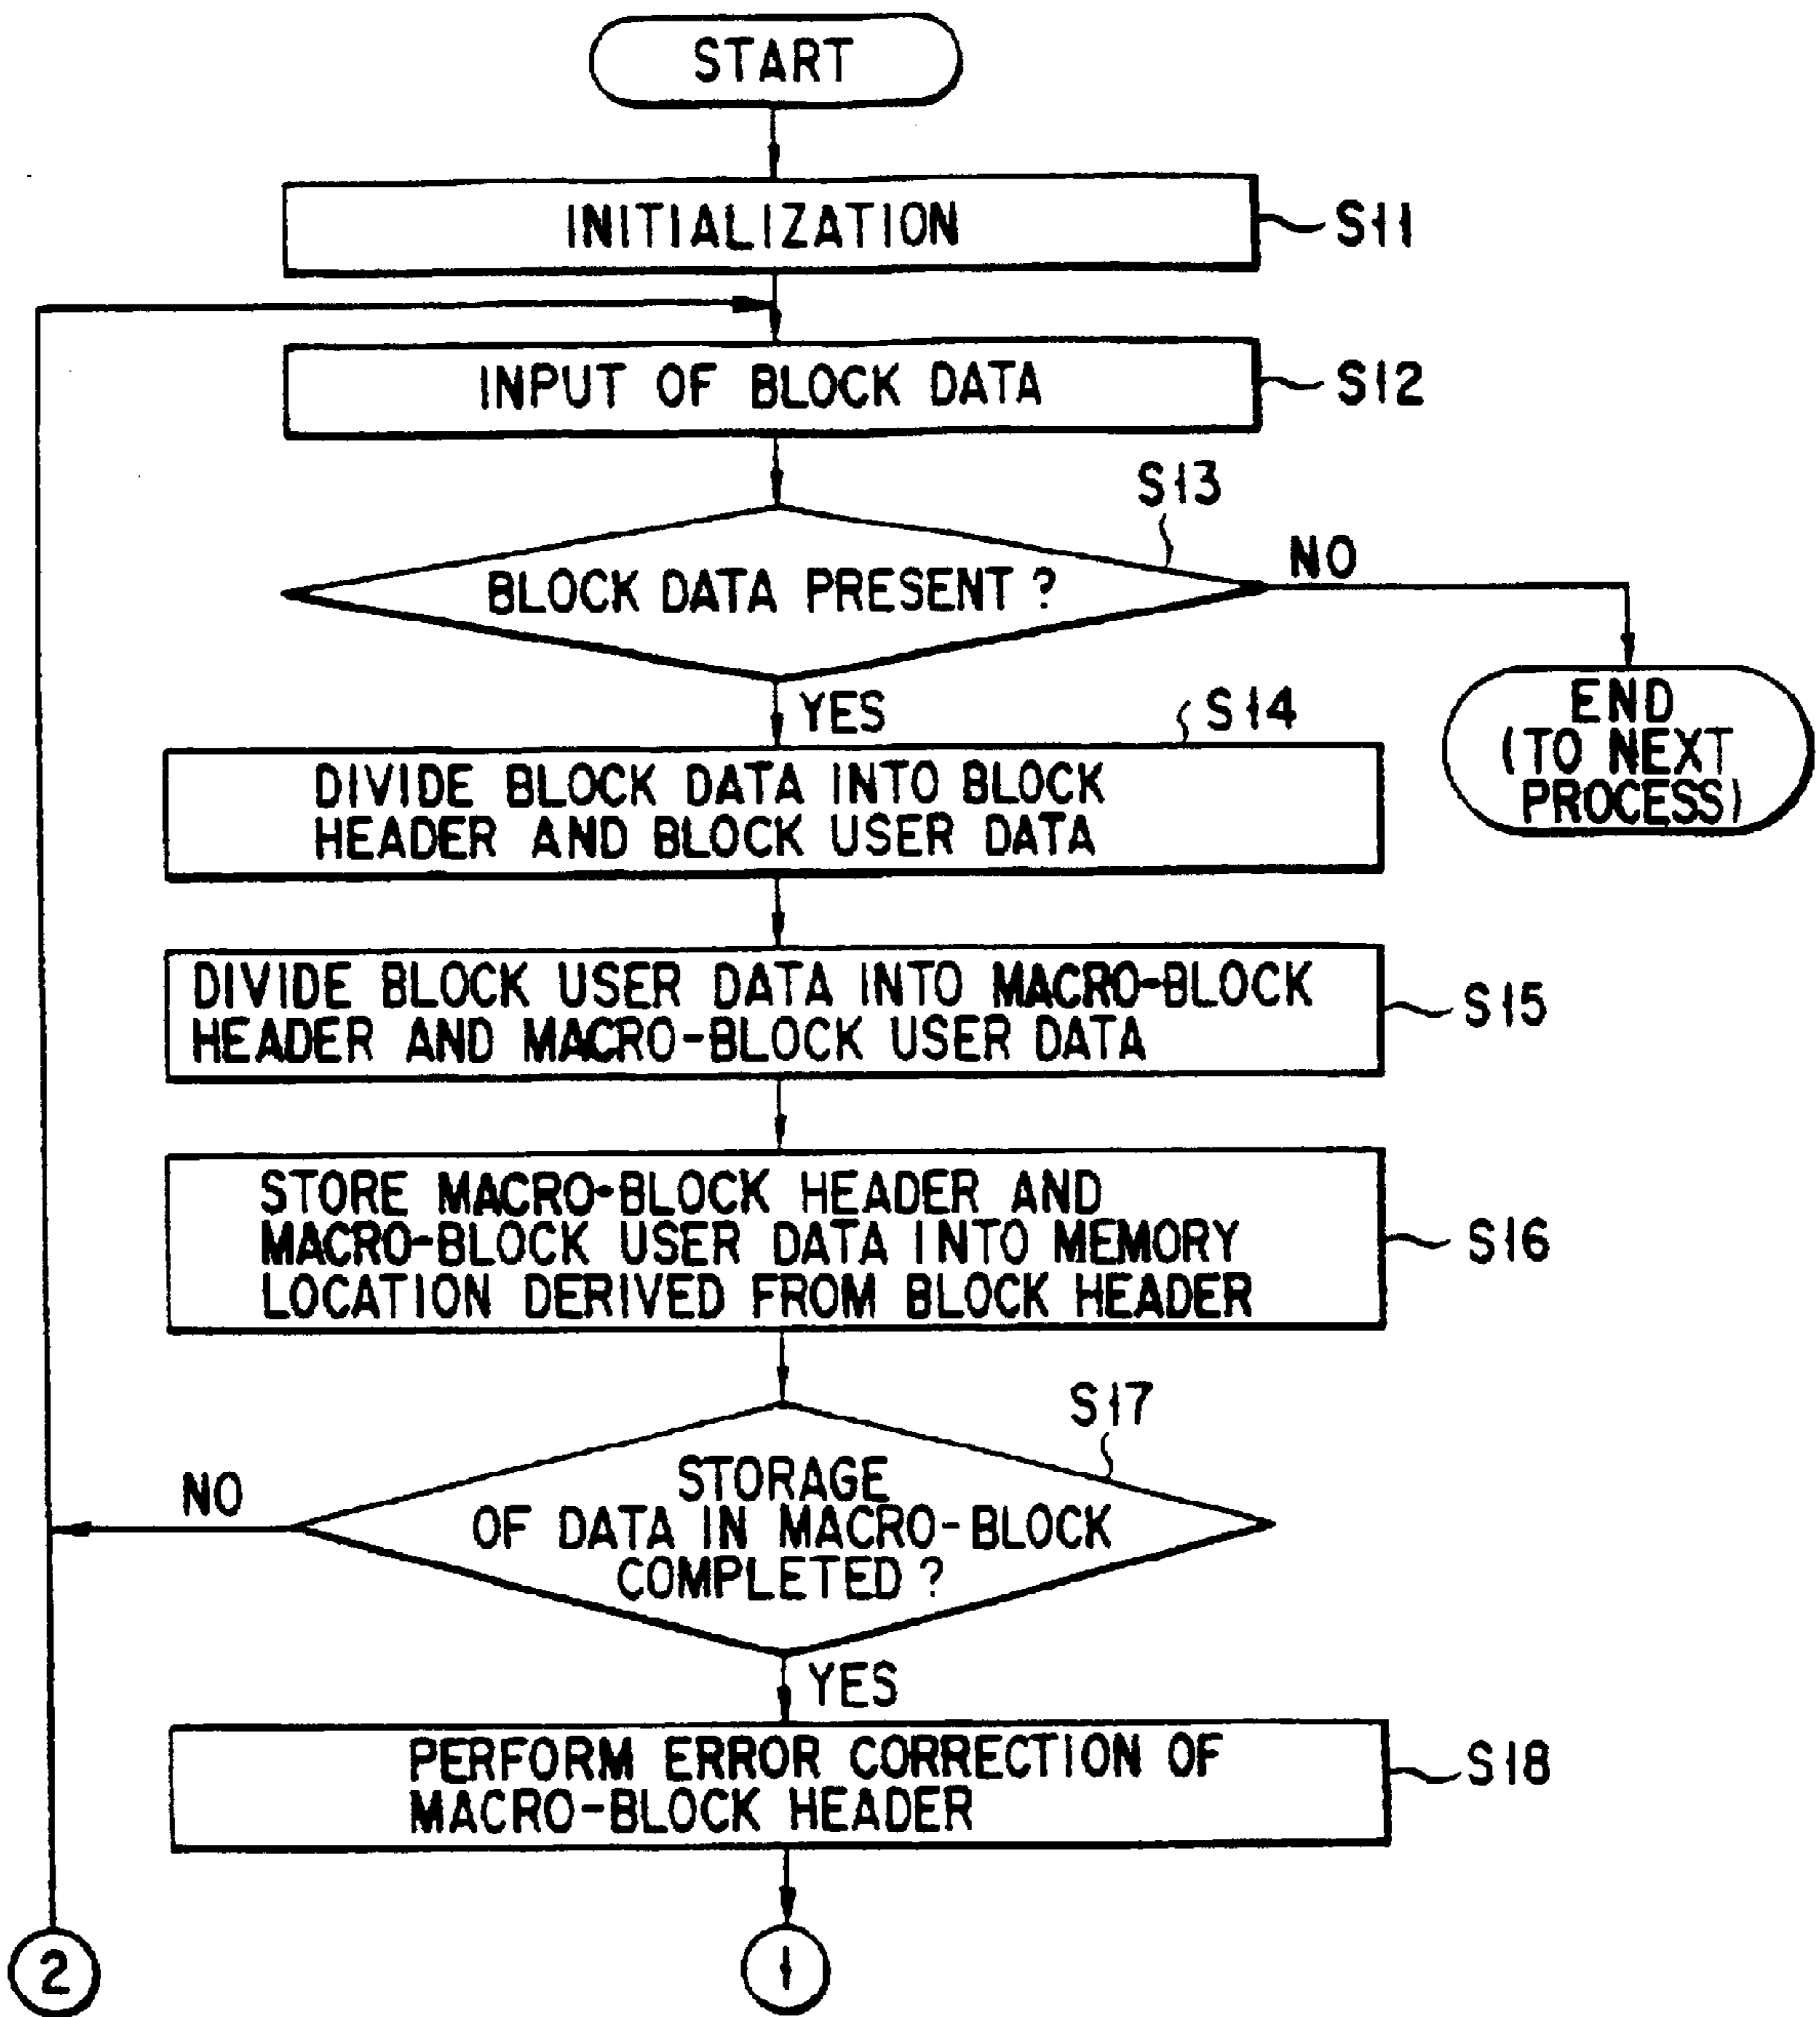 START
INITIALIZATION
S11
INPUT OF BLOCK DATA
S12
S13
BLOCK DATA PRESENT ?
NO
YES
S14
END
(TO NEXT
PROCESS)
DIVIDE BLOCK DATA INTO BLOCK
HEADER AND BLOCK USER DATA
DIVIDE BLOCK USER DATA INTO MACRO-BLOCK
HEADER AND MACRO-BLOCK USER DATA
S15
STORE MACRO-BLOCK HEADER AND
MACRO-BLOCK USER DATA INTO MEMORY
LOCATION DERIVED FROM BLOCK HEADER
S16
S17
STORAGE
OF DATA IN MACRO-BLOCK
COMPLETED ?
NO
YES
PERFORM ERROR CORRECTION OF
MACRO-BLOCK HEADER
S18
2
1